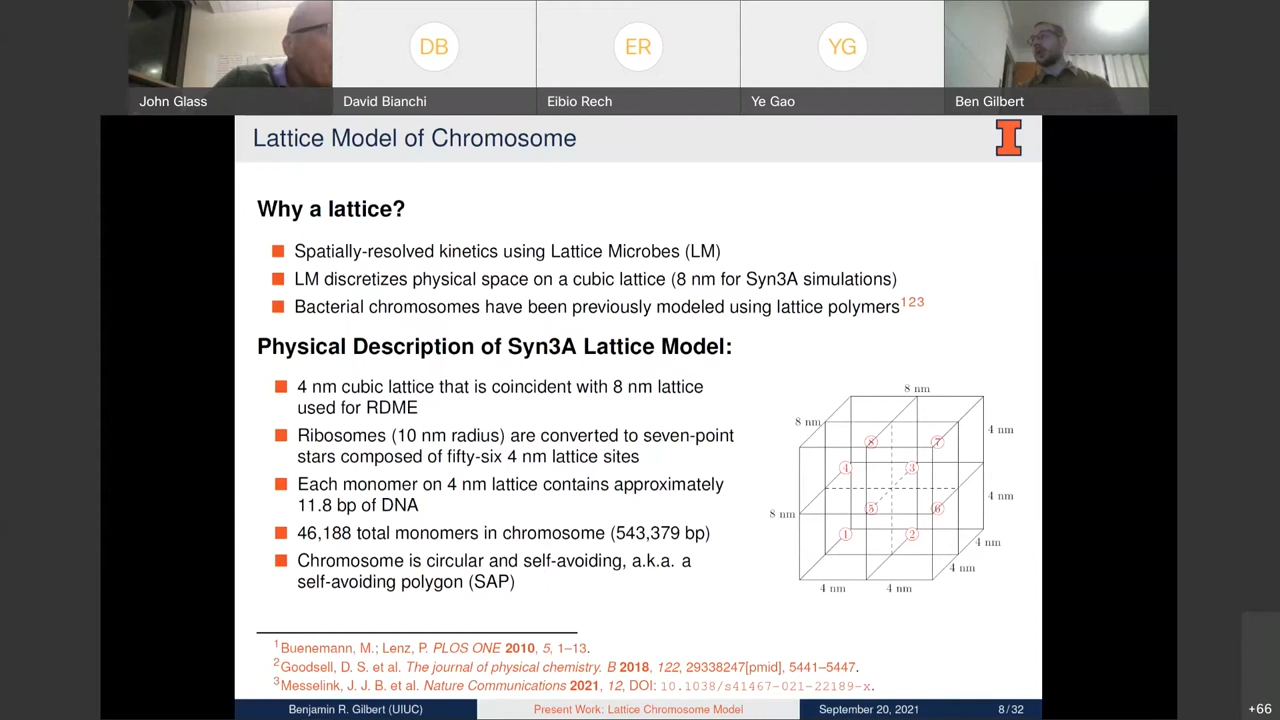 DB
ER
YG
John Glass
David Bianchi
Eibio Rech
Ye Gao
Ben Gilbert
Lattice Model of Chromosome
I
Why a lattice?
Spatially-resolved kinetics using Lattice Microbes (LM)
LM discretizes physical space on a cubic lattice (8 nm for Syn3A simulations)
Bacterial chromosomes have been previously modeled using lattice polymers123
Physical Description of Syn3A Lattice Model:
4 nm cubic lattice that is coincident with 8 nm lattice
used for RDME
Ribosomes (10 nm radius) are converted to seven-point
stars composed of fifty-six 4 nm lattice sites
Each monomer on 4 nm lattice contains approximately
11.8 bp of DNA
46,188 total monomers in chromosome (543,379 bp)
Chromosome is circular and self-avoiding, a.k.a. a
self-avoiding polygon (SAP)
8 nm
8 nm
4 nm
8
7
4
3
4 nm
5
6
8 nm
1
2
4 nm
4 nm
4 nm
4 nm
1Buenemann, M.; Lenz, P. PLOS ONE 2010, 5, 1–13.
2Goodsell, D. S. et al. The journal of physical chemistry. B 2018, 122, 29338247[pmid], 5441–5447.
3Messelink, J. J. B. et al. Nature Communications 2021, 12, DOI: 10.1038/s41467-021-22189-x.
Benjamin R. Gilbert (UIUC)
Present Work: Lattice Chromosome Model
September 20, 2021
8 / 32
+66